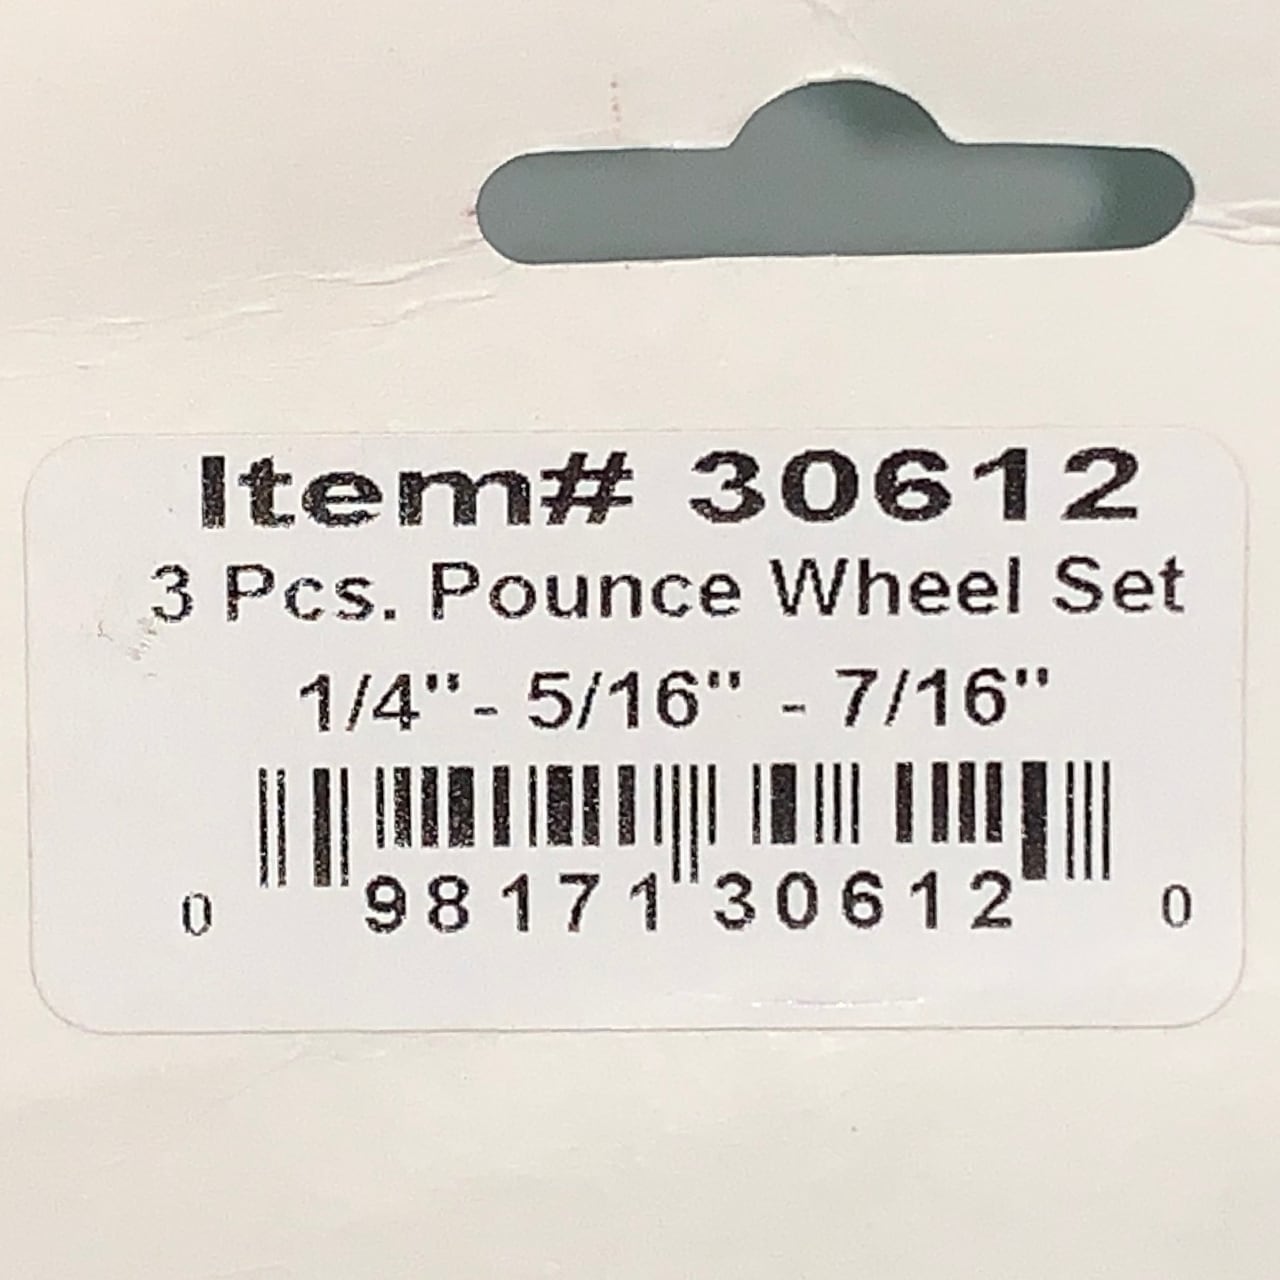 Item# 30612
3 Pcs. Pounce Wheel Set
1/4"- 5/16" - 7/16"
0 98171 30612 0